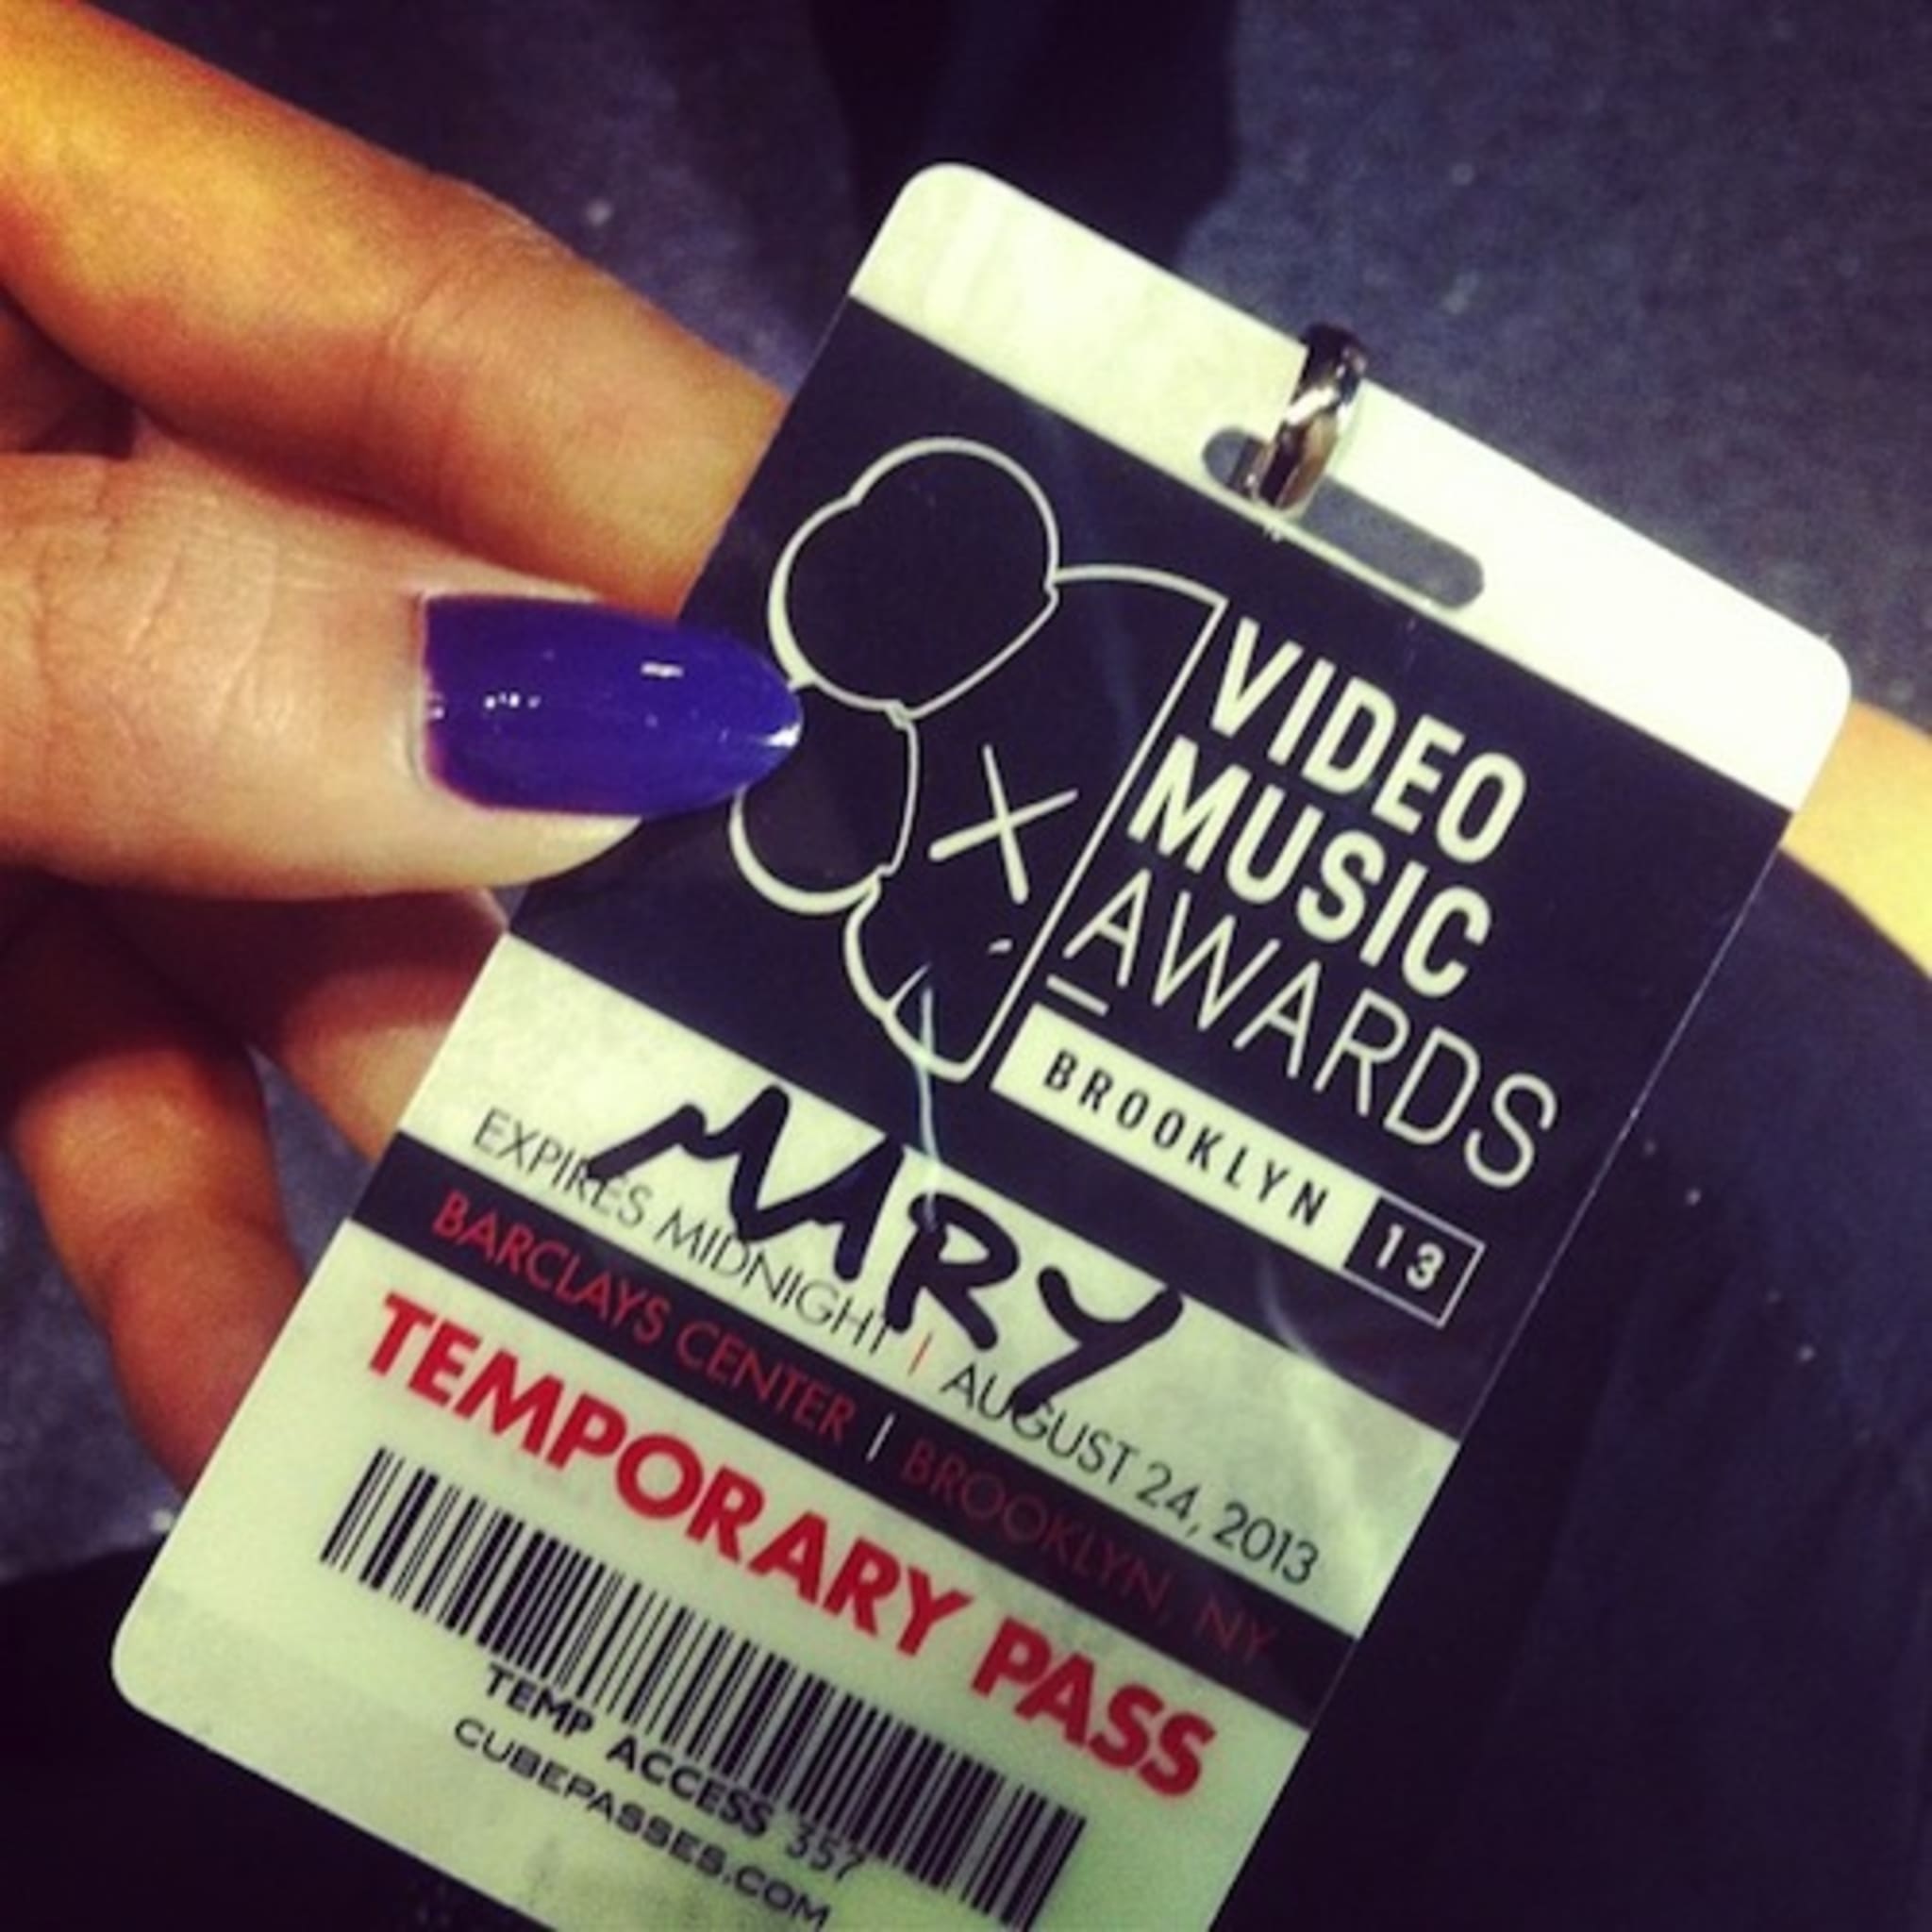 VIDEO
MUSIC
AWARDS
BROOKLYN 13
MARY
EXPIRES MIDNIGHT | AUGUST 24, 2013
BARCLAYS CENTER | BROOKLYN, NY
TEMPORARY PASS
TEMP ACCESS 357
CUBEPASSES.COM